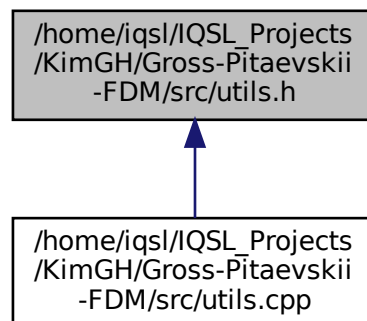 /home/iqsl/IQSL_Projects
/KimGH/Gross-Pitaevskii
-FDM/src/utils.h
/home/iqsl/IQSL_Projects
/KimGH/Gross-Pitaevskii
-FDM/src/utils.cpp